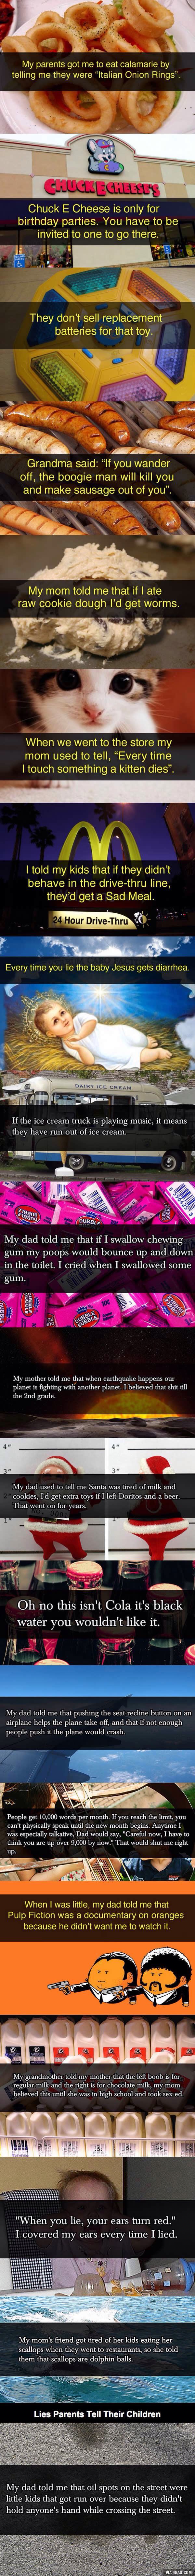 My parents got me to eat calamarie by
telling me they were “Italian Onion Rings”.
CHUCK E CHEESE'S
Chuck E Cheese is only for
birthday parties. You have to be
invited to one to go there.
They don’t sell replacement
batteries for that toy.
Grandma said: “If you wander
off, the boogie man will kill you
and make sausage out of you”.
My mom told me that if I ate
raw cookie dough I’d get worms.
When we went to the store my
mom used to tell, “Every time
I touch something a kitten dies”.
I told my kids that if they didn’t
behave in the drive-thru line,
they’d get a Sad Meal.
24 Hour Drive-Thru
Every time you lie the baby Jesus gets diarrhea.
DAIRY ICE CREAM
If the ice cream truck is playing music, it means
they have run out of ice cream.
DUBBLE
BUBBLE
My dad told me that if I swallow chewing
gum my poops would bounce up and down
in the toilet. I cried when I swallowed some
gum.
My mother told me that when earthquake happens our
planet is fighting with another planet. I believed that shit till
the 2nd grade.
4" 4"
3" 3"
My dad used to tell me Santa was tired of milk and
cookies, I'd get extra toys if I left Doritos and a beer.
That went on for years.
Oh no this isn't Cola it's black
water you wouldn't like it.
My dad told me that pushing the seat recline button on an
airplane helps the plane take off, and that if not enough
people push it the plane would crash.
People get 10,000 words per month. If you reach the limit, you
can't physically speak until the new month begins. Anytime I
was especially talkative, Dad would say, "Careful now, I have to
think you are up over 9,000 by now." That would shut me right
up.
When I was little, my dad told me that
Pulp Fiction was a documentary on oranges
because he didn’t want me to watch it.
My grandmother told my mother that the left boob is for
regular milk and the right is for chocolate milk, my mom
believed this until she was in high school and took sex ed.
"When you lie, your ears turn red."
I covered my ears every time I lied.
My mom's friend got tired of her kids eating her
scallops when they went to restaurants, so she told
them that scallops are dolphin balls.
Lies Parents Tell Their Children
My dad told me that oil spots on the street were
little kids that got run over because they didn't
hold anyone's hand while crossing the street.
VIA 9GAG.COM